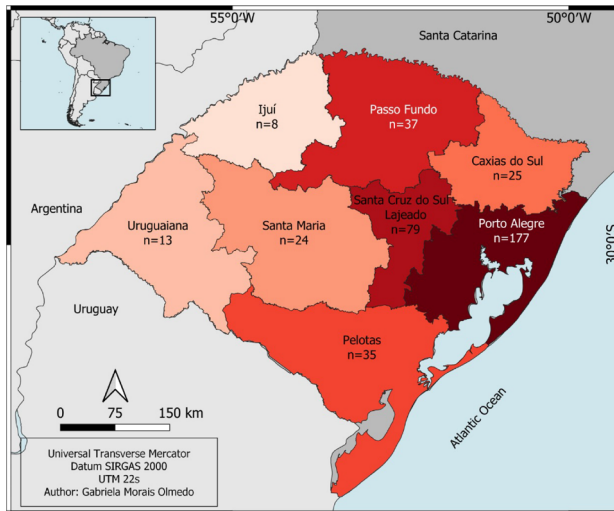 55°0'W
50°0'W
Santa Catarina
Ijuí
n=8
Passo Fundo
n=37
Caxias do Sul
n=25
Argentina
Uruguaiana
n=13
Santa Maria
n=24
Santa Cruz do Sul
Lajeado
n=79
Porto Alegre
n=177
30°0'S
Uruguay
Pelotas
n=35
Atlantic Ocean
0 75 150 km
Universal Transverse Mercator
Datum SIRGAS 2000
UTM 22s
Author: Gabriela Morais Olmedo